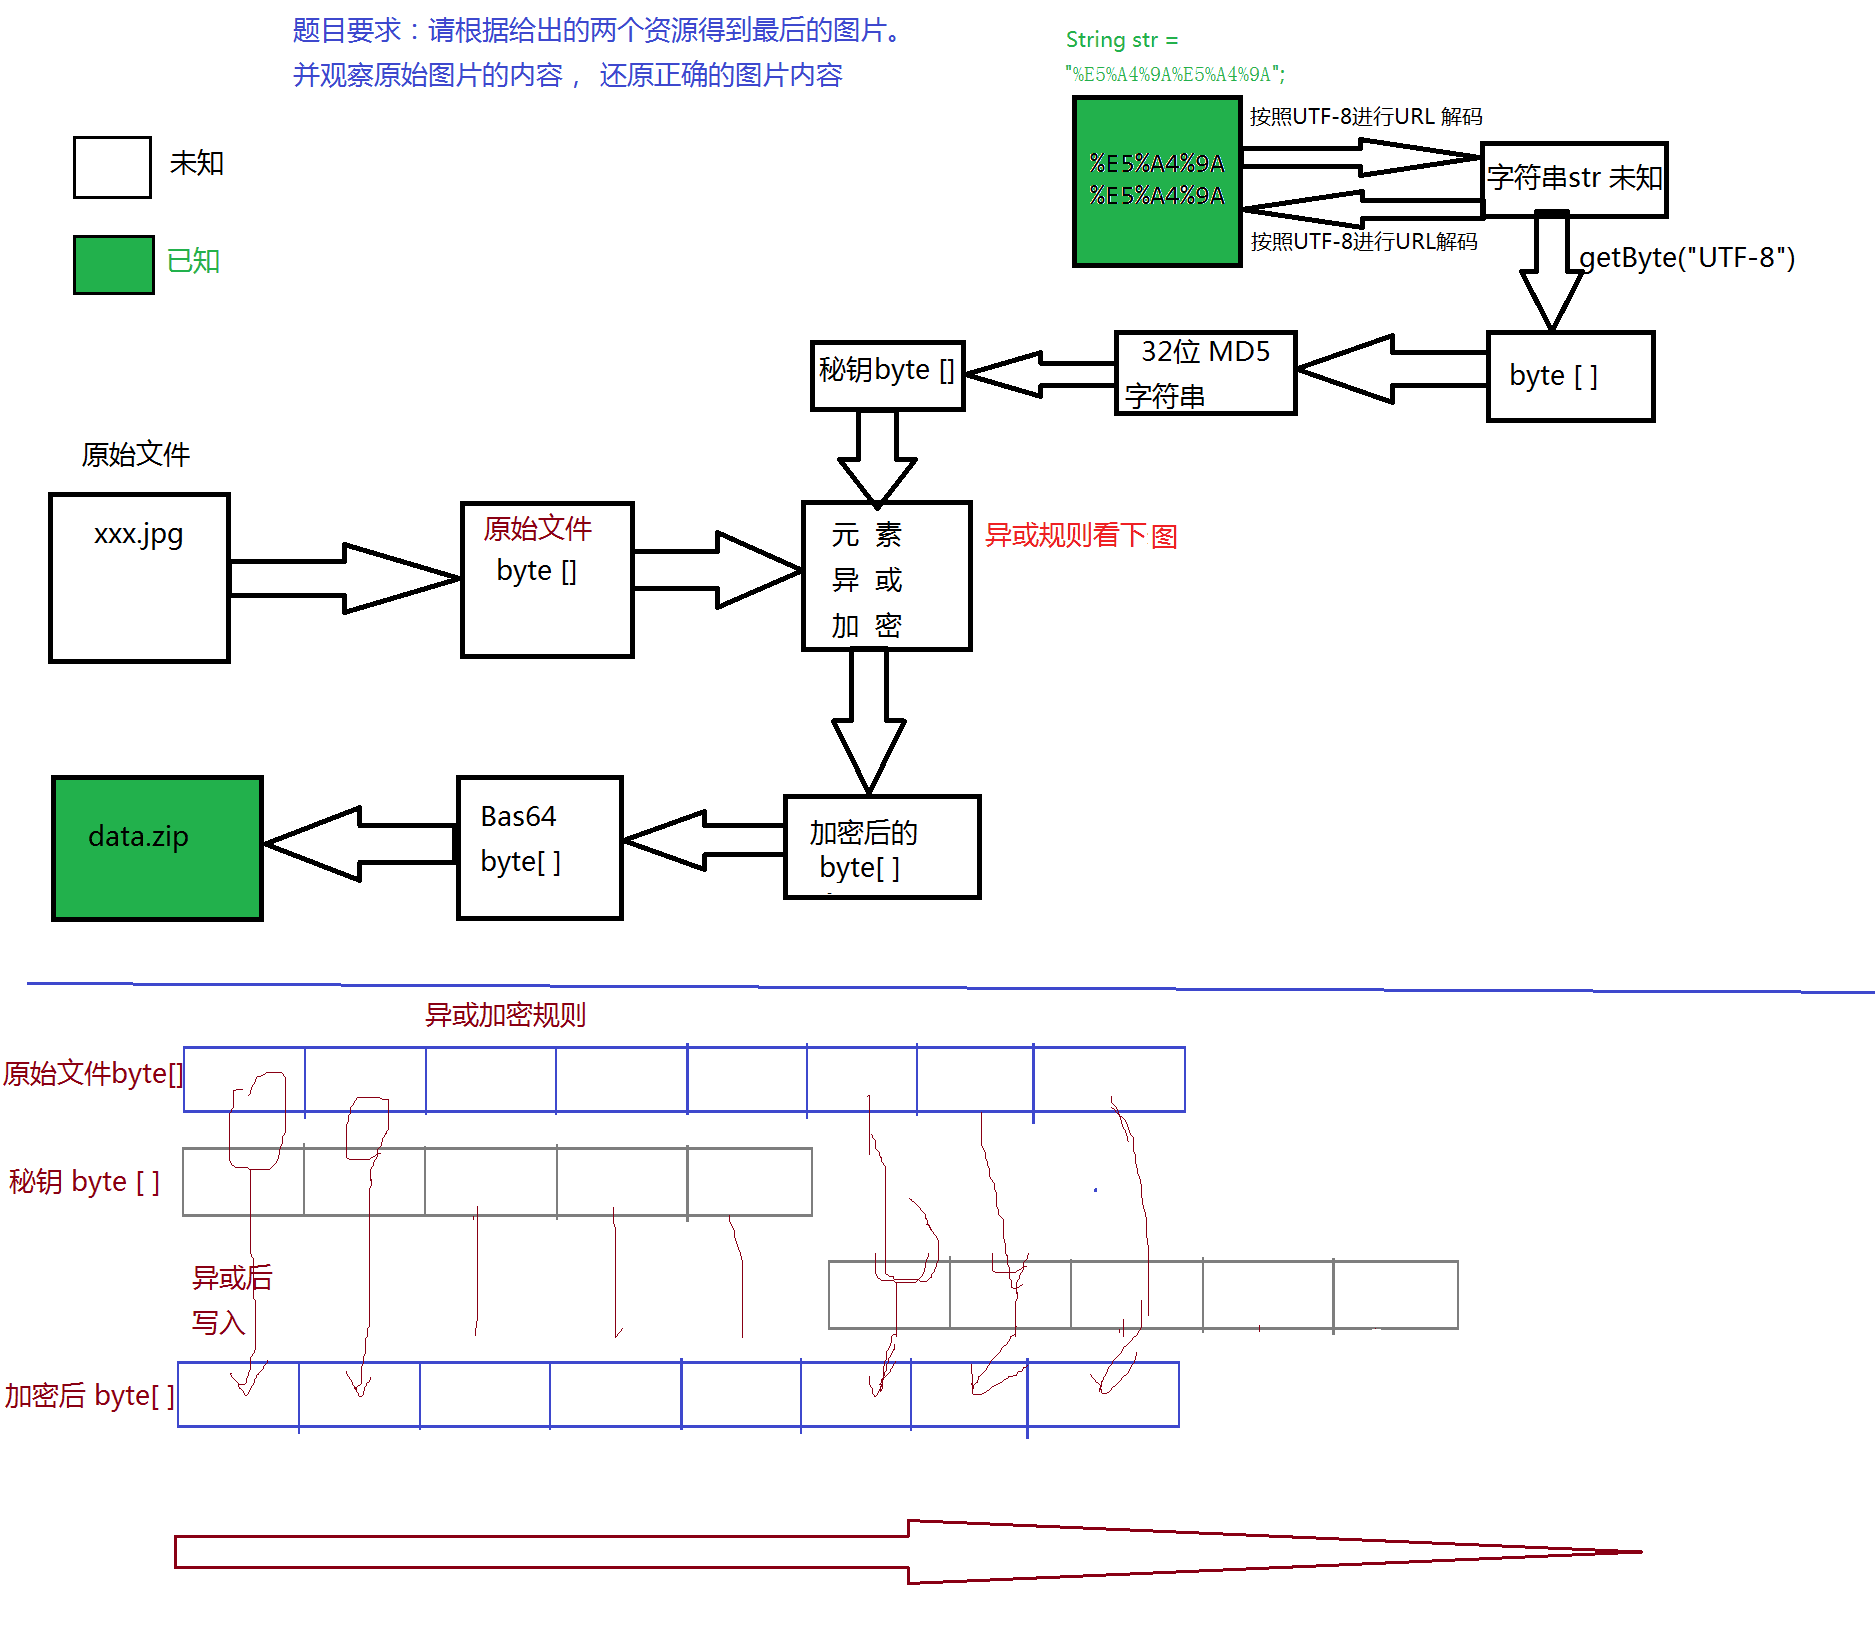 题目要求：请根据给出的两个资源得到最后的图片。
并观察原始图片的内容， 还原正确的图片内容
String str =
"%E5%A4%9A%E5%A4%9A";
未知
已知
%E5%A4%9A
%E5%A4%9A
按照UTF-8进行URL 解码
按照UTF-8进行URL解码
字符串str 未知
getByte("UTF-8")
byte [ ]
32位 MD5
字符串
秘钥byte []
原始文件
xxx.jpg
原始文件
byte []
元 素
异 或
加 密
异或规则看下图
加密后的
byte[ ]
Bas64
byte[ ]
data.zip
异或加密规则
原始文件byte[]
秘钥 byte [ ]
异或后
写入
加密后 byte[ ]